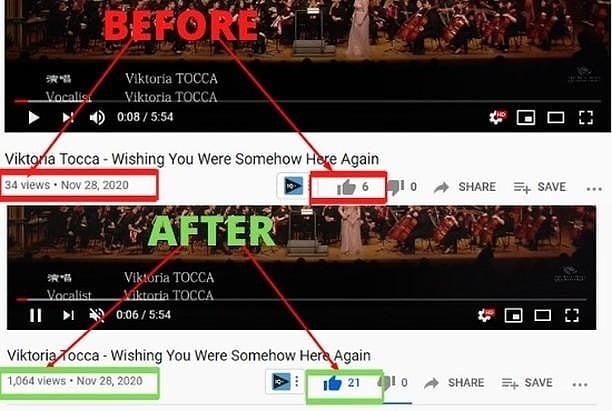 BEFORE
演唱 Viktoria TOCCA
Vocalist Viktoria TOCCA
0:08 / 5:54
HD
Viktoria Tocca - Wishing You Were Somehow Here Again
34 views • Nov 28, 2020 6 0 SHARE SAVE
AFTER
演唱 Viktoria TOCCA
Vocalist Viktoria TOCCA
0:06 / 5:54
HD
Viktoria Tocca - Wishing You Were Somehow Here Again
1,064 views • Nov 28, 2020 21 0 SHARE SAVE